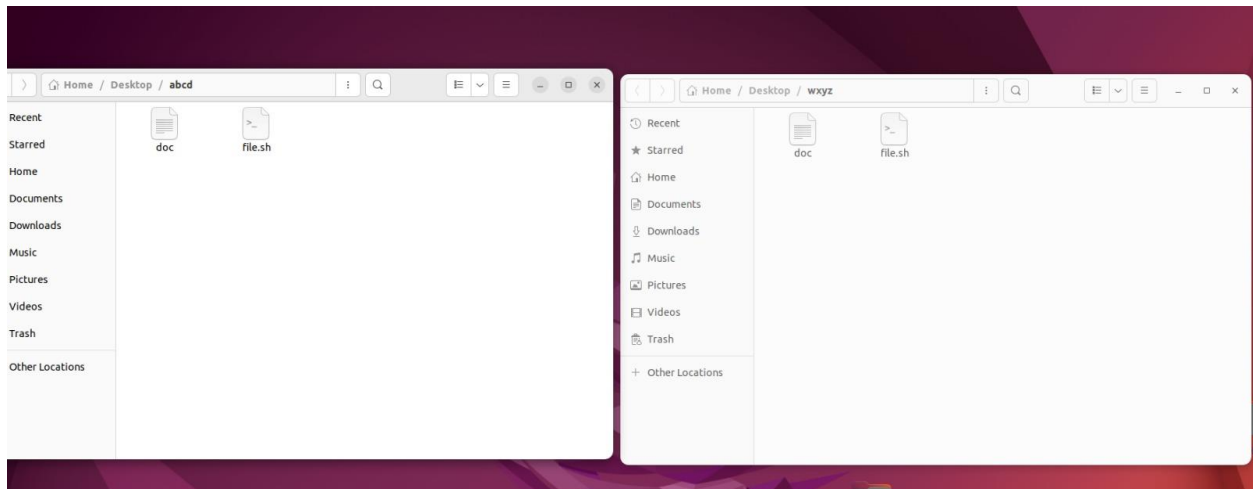 Home / Desktop / abcd
Recent
Starred
Home
Documents
Downloads
Music
Pictures
Videos
Trash
Other Locations
doc
file.sh
Home / Desktop / wxyz
Recent
Starred
Home
Documents
Downloads
Music
Pictures
Videos
Trash
+ Other Locations
doc
file.sh